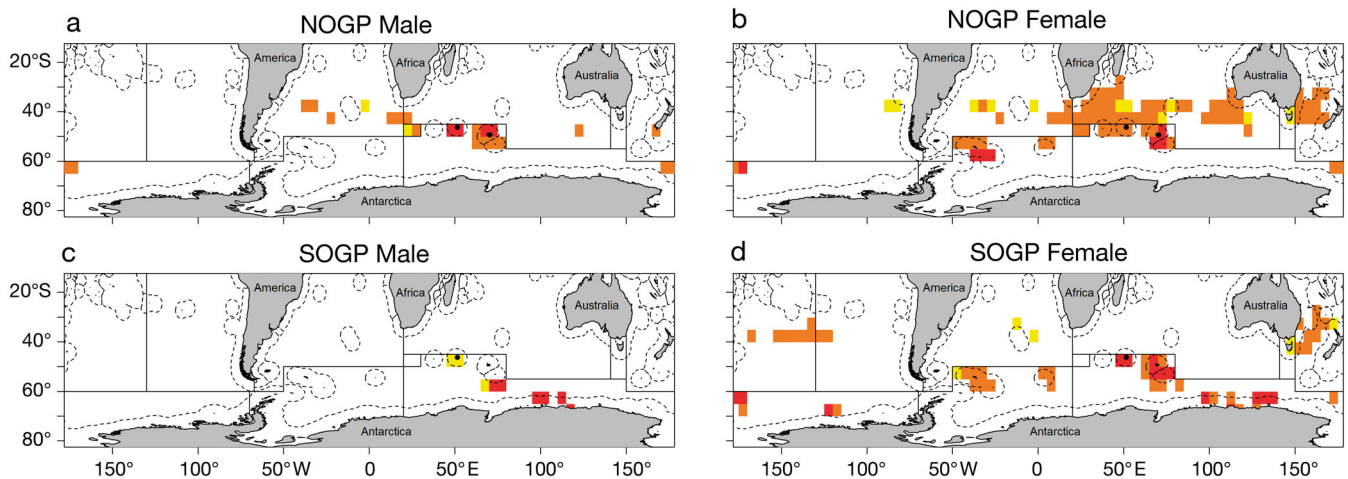 a NOGP Male
America
Africa
Australia
Antarctica
20°S
40°
60°
80°
b NOGP Female
America
Africa
Australia
Antarctica
c SOGP Male
America
Africa
Australia
Antarctica
20°S
40°
60°
80°
150° 100° 50°W 0 50°E 100° 150°
d SOGP Female
America
Africa
Australia
Antarctica
150° 100° 50°W 0 50°E 100° 150°